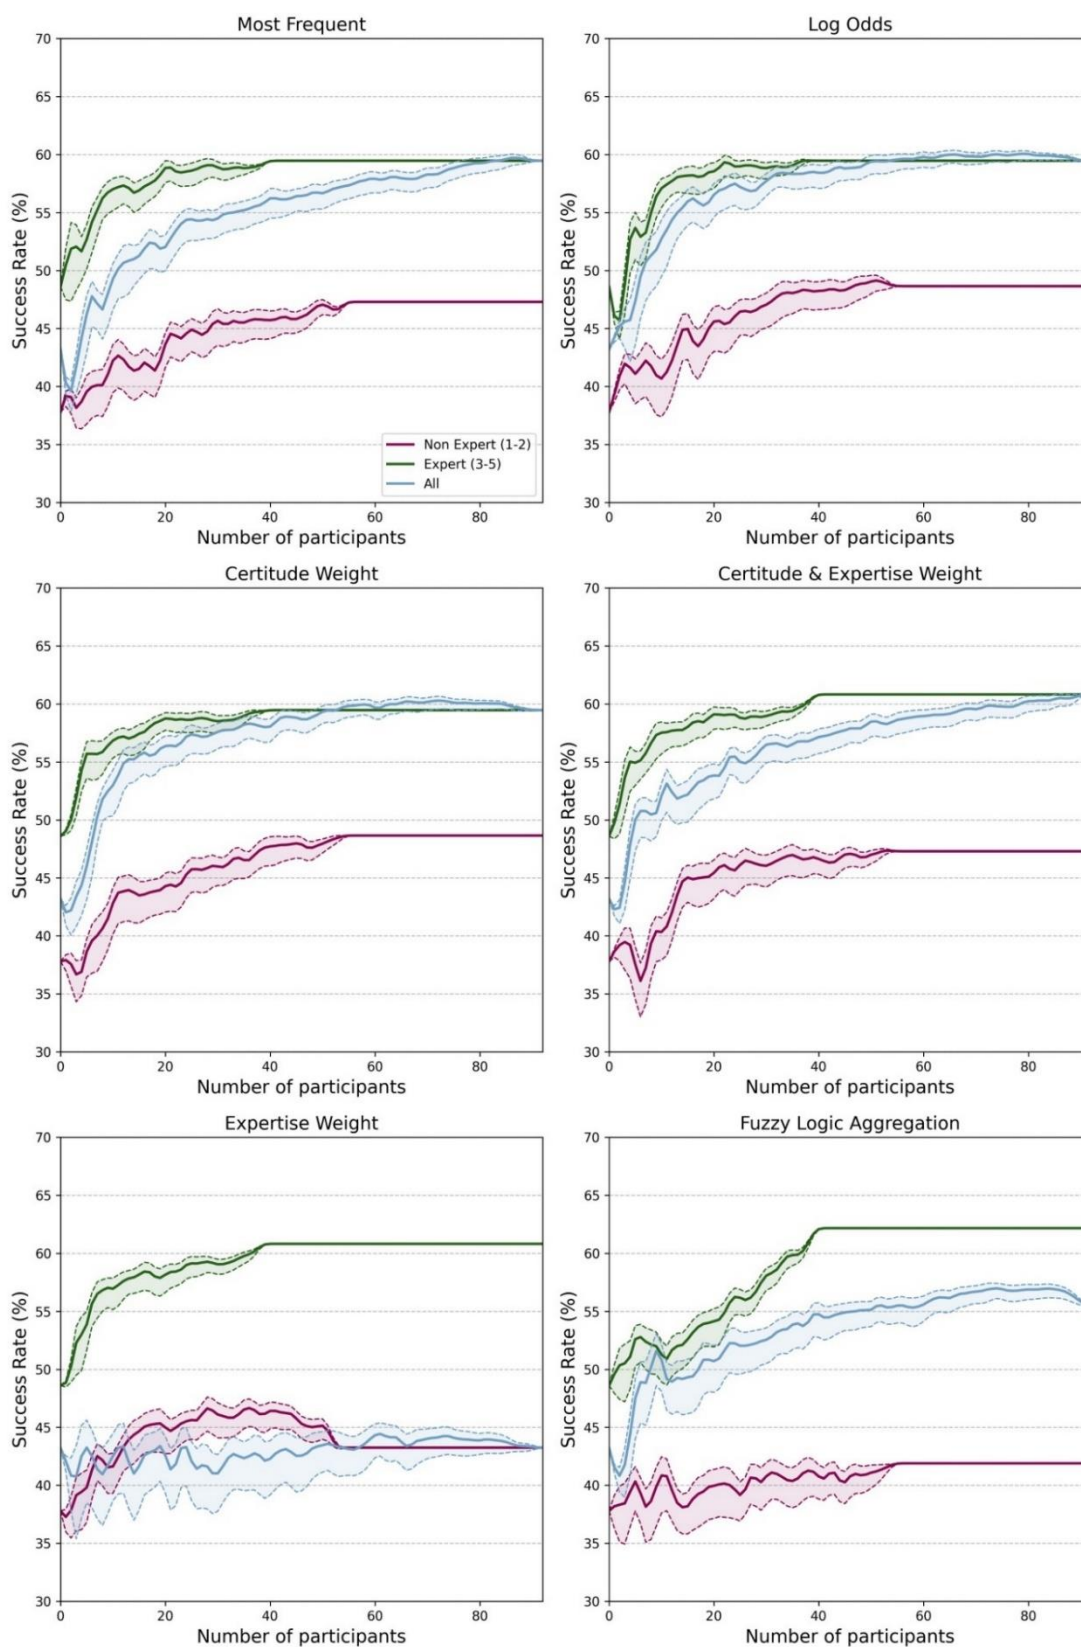 Most Frequent
70
65
60
55
50
45
40
35
30
Success Rate (%)
Non Expert (1-2)
Expert (3-5)
All
0 20 40 60 80
Number of participants
Log Odds
70
65
60
55
50
45
40
35
30
Success Rate (%)
0 20 40 60 80
Number of participants
Certitude Weight
70
65
60
55
50
45
40
35
30
Success Rate (%)
0 20 40 60 80
Number of participants
Certitude & Expertise Weight
70
65
60
55
50
45
40
35
30
Success Rate (%)
0 20 40 60 80
Number of participants
Expertise Weight
70
65
60
55
50
45
40
35
30
Success Rate (%)
0 20 40 60 80
Number of participants
Fuzzy Logic Aggregation
70
65
60
55
50
45
40
35
30
Success Rate (%)
0 20 40 60 80
Number of participants